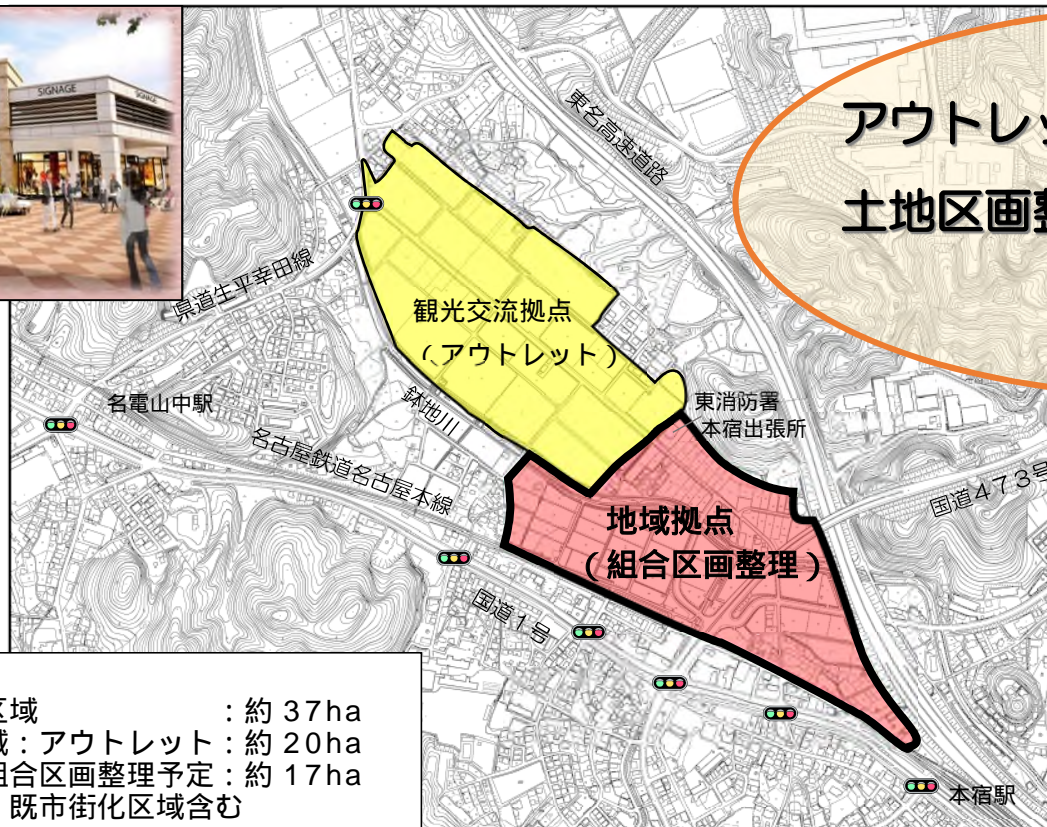 SIGNAGE
SIGNAGE
アウトレッ
土地区画整
東名高速道路
県道生平幸田線
観光交流拠点
（アウトレット）
名電山中駅
鉢地川
東消防署
本宿出張所
名古屋鉄道名古屋本線
国道473号
地域拠点
（組合区画整理）
国道1号
区域　　　　　　　：約 37ha
域：アウトレット：約 20ha
組合区画整理予定：約 17ha
既市街化区域含む
本宿駅